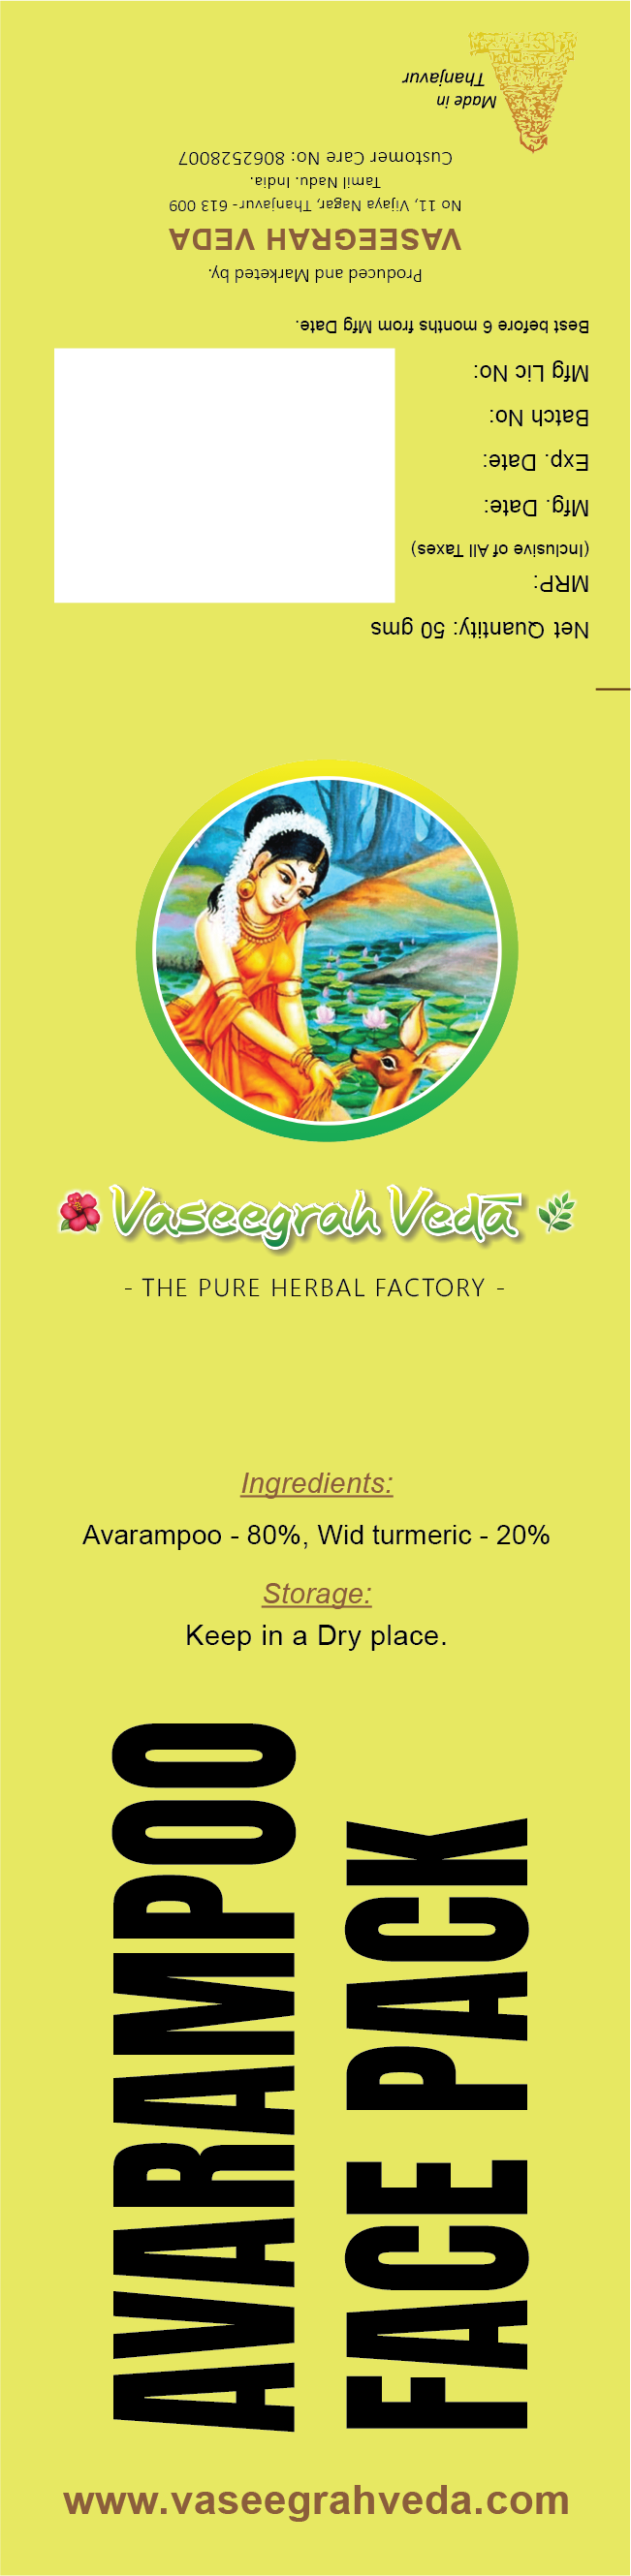 Vaseegrah Veda
- THE PURE HERBAL FACTORY -
Ingredients:
Avarampoo - 80%, Wid turmeric - 20%
Storage:
Keep in a Dry place.
AVARAMPOO
FACE PACK
www.vaseegrahveda.com
Net Quantity: 50 gms
MRP:
(Inclusive of All Taxes)
Mfg. Date:
Exp. Date:
Batch No:
Mfg Lic No:
Best before 6 months from Mfg Date.
Produced and Marketed by.
VASEEGRAH VEDA
No 11, Vijaya Nagar, Thanjavur- 613 009
Tamil Nadu. India.
Customer Care No: 8062528007
Made in
Thanjavur